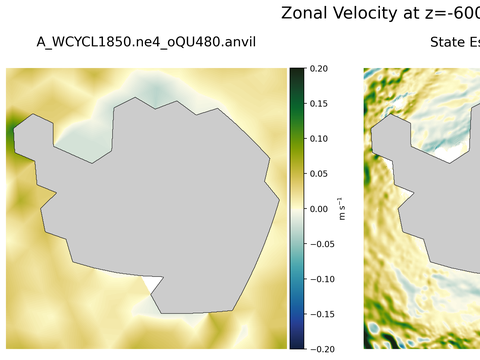 Zonal Velocity at z=-600
A_WCYCL1850.ne4_oQU480.anvil
State Es
0.20
0.15
0.10
0.05
0.00
−0.05
−0.10
−0.15
−0.20
m s⁻¹